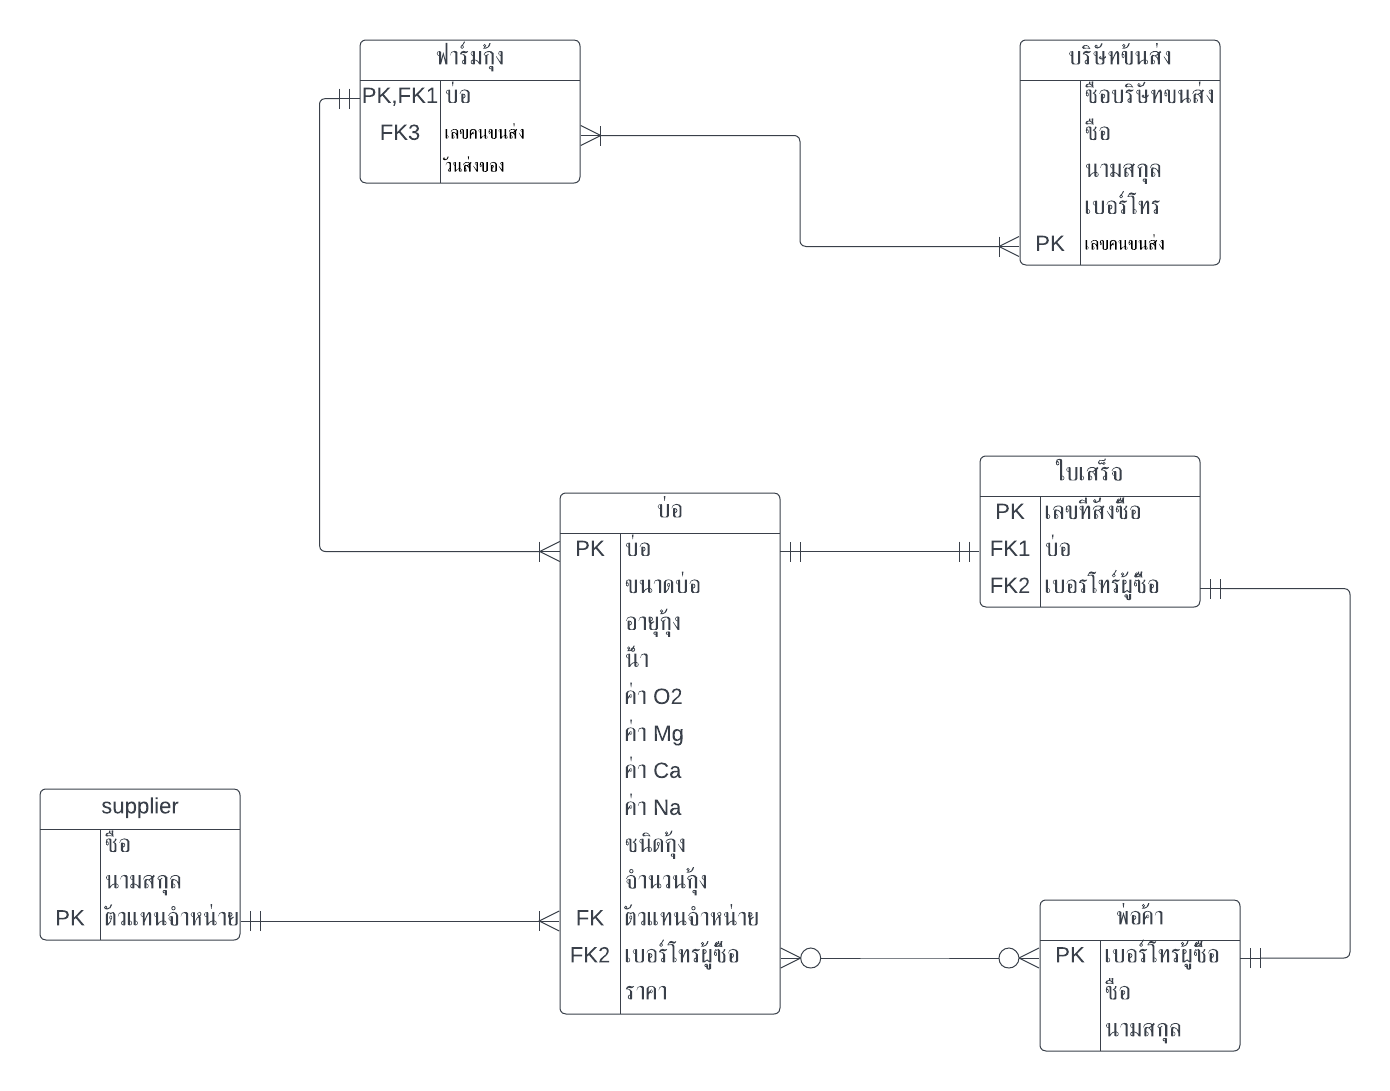 ฟาร์มกุ้ง
PK,FK1 บ่อ
FK3 เลขคนขนส่ง
วันส่งของ
บริษัทขนส่ง
ชื่อบริษัทขนส่ง
ชื่อ
นามสกุล
เบอร์โทร
PK เลขคนขนส่ง
ใบเสร็จ
PK เลขที่สั่งซื้อ
FK1 บ่อ
FK2 เบอรโทร์ผู้ซื้อ
บ่อ
PK บ่อ
ขนาดบ่อ
อายุกุ้ง
น้ำ
ค่า O2
ค่า Mg
ค่า Ca
ค่า Na
ชนิดกุ้ง
จำนวนกุ้ง
FK ตัวแทนจำหน่าย
FK2 เบอร์โทรผู้ซื้อ
ราคา
supplier
ชื่อ
นามสกุล
PK ตัวแทนจำหน่าย
พ่อค้า
PK เบอร์โทรผู้ซื้อ
ชื่อ
นามสกุล